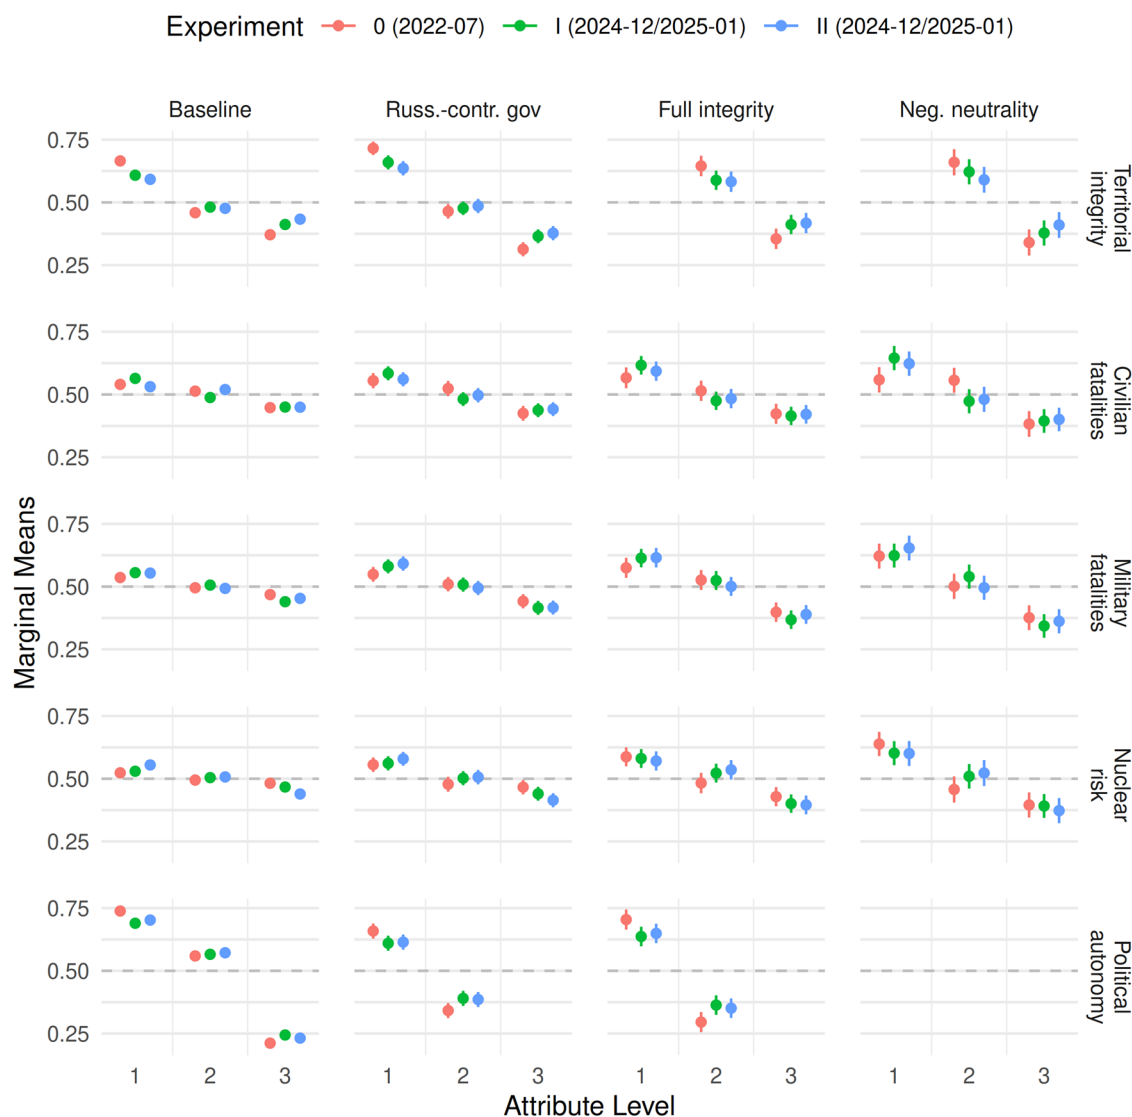 Experiment 0 (2022-07) I (2024-12/2025-01) II (2024-12/2025-01)
Baseline Russ.-contr. gov Full integrity Neg. neutrality
Marginal Means
0.75
0.50
0.25
Territorial
integrity
0.75
0.50
0.25
Civilian
fatalities
0.75
0.50
0.25
Military
fatalities
0.75
0.50
0.25
Nuclear
risk
0.75
0.50
0.25
Political
autonomy
1 2 3 1 2 3 1 2 3 1 2 3
Attribute Level